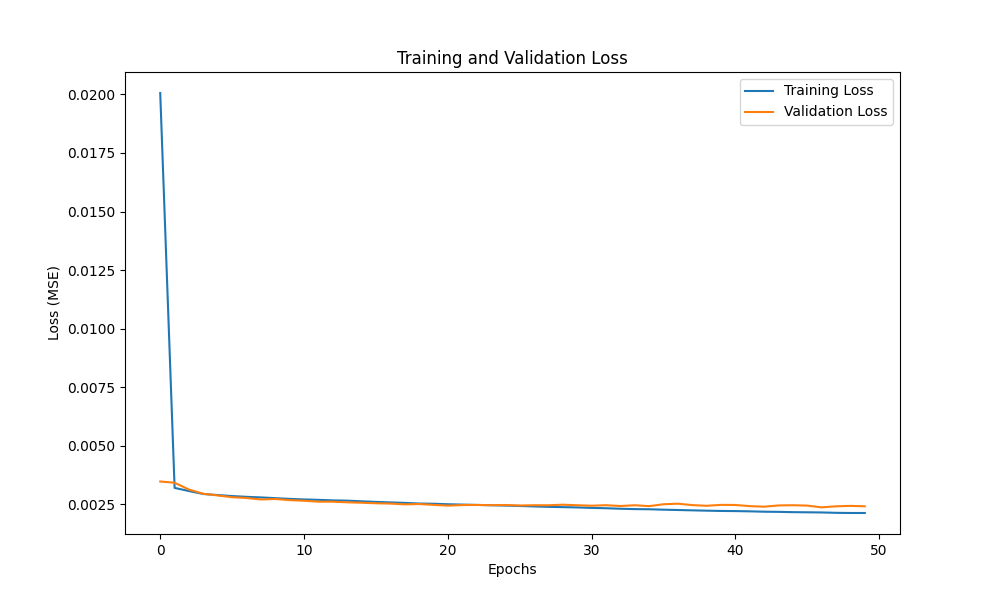 Training and Validation Loss
Training Loss
Validation Loss
0.0200
0.0175
0.0150
0.0125
0.0100
0.0075
0.0050
0.0025
Loss (MSE)
0 10 20 30 40 50
Epochs